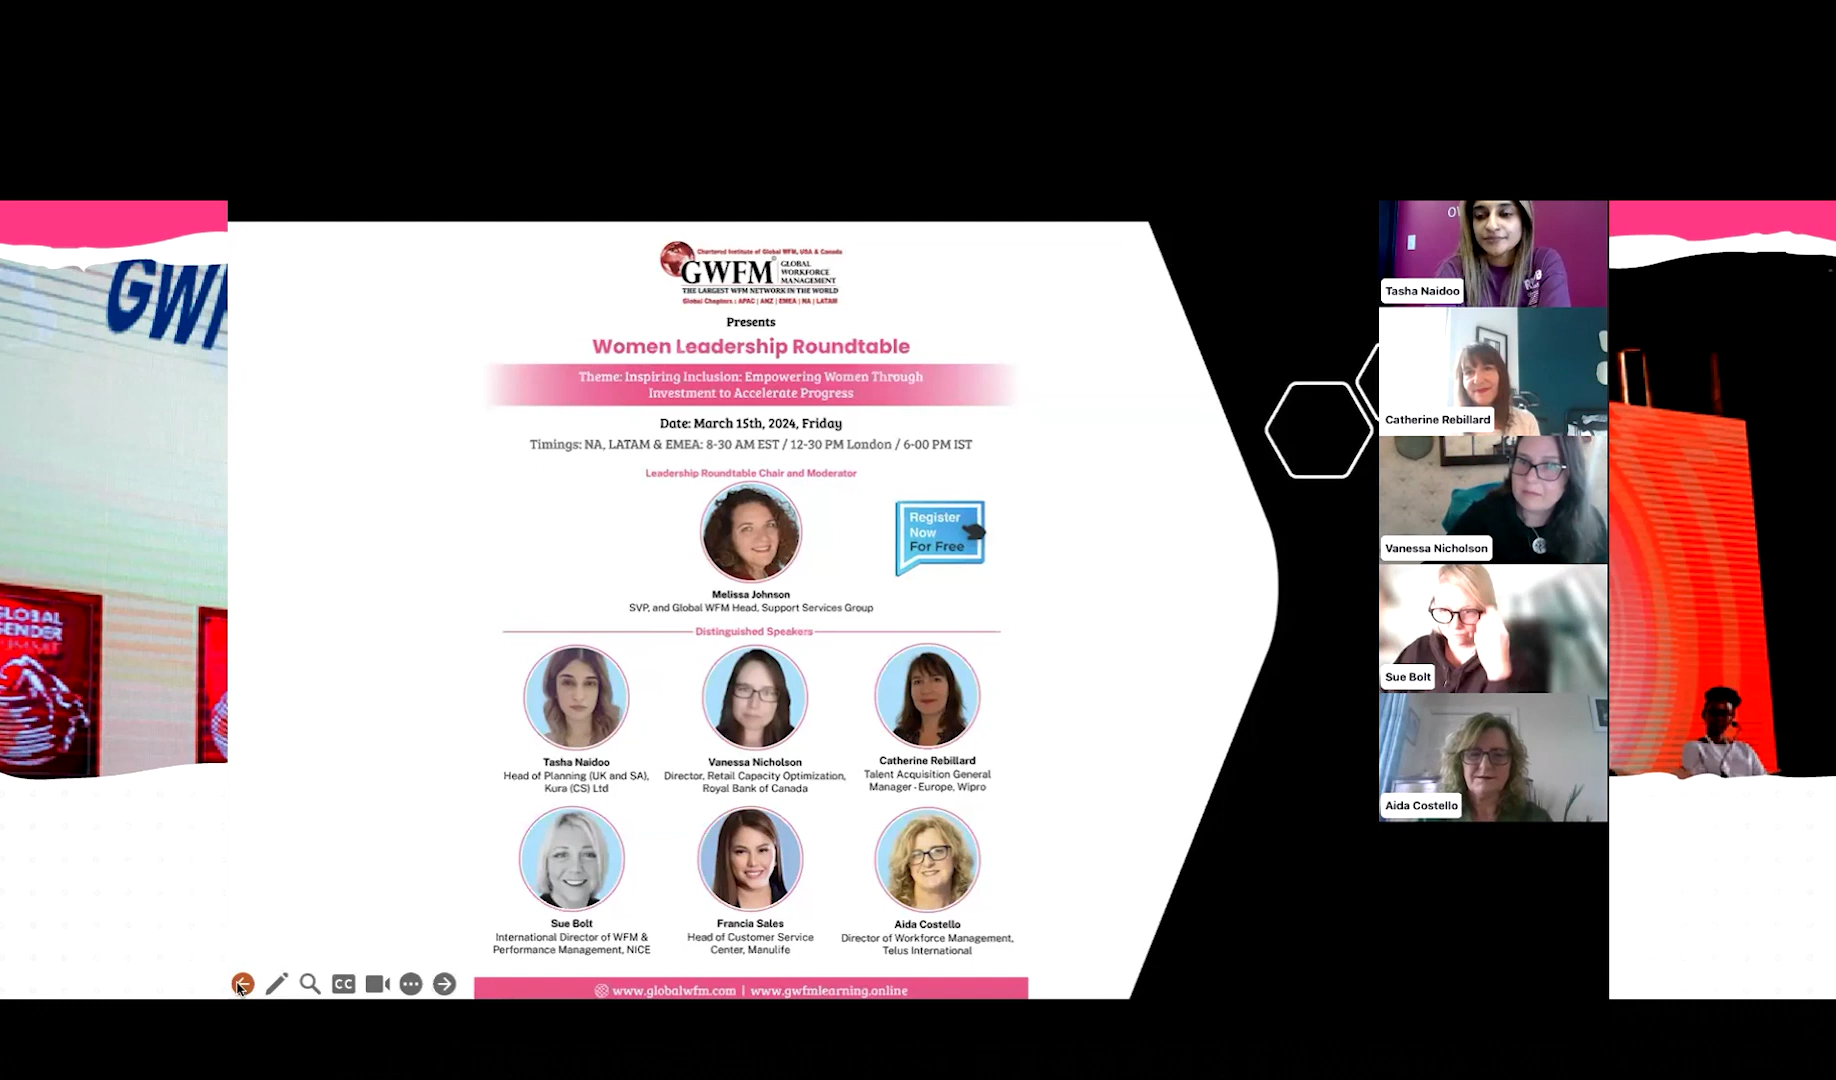 GWF
GLOBAL
GENDER
SUMMIT
Chartered Institute of Global WFM, USA & Canada
GWFM
GLOBAL
WORKFORCE
MANAGEMENT
THE LARGEST WFM NETWORK IN THE WORLD
Global Chapters : APAC | ANZ | EMEA | NA | LATAM
Presents
Women Leadership Roundtable
Theme: Inspiring Inclusion: Empowering Women Through
Investment to Accelerate Progress
Date: March 15th, 2024, Friday
Timings: NA, LATAM & EMEA: 8-30 AM EST / 12-30 PM London / 6-00 PM IST
Leadership Roundtable Chair and Moderator
Register
Now
For Free
Melissa Johnson
SVP, and Global WFM Head, Support Services Group
Distinguished Speakers
Tasha Naidoo
Head of Planning (UK and SA),
Kura (CS) Ltd
Vanessa Nicholson
Director, Retail Capacity Optimization,
Royal Bank of Canada
Catherine Rebillard
Talent Acquisition General
Manager - Europe, Wipro
Sue Bolt
International Director of WFM &
Performance Management, NICE
Francia Sales
Head of Customer Service
Center, Manulife
Aida Costello
Director of Workforce Management,
Telus International
CC
www.globalwfm.com | www.gwfmlearning.online
Tasha Naidoo
Catherine Rebillard
Vanessa Nicholson
Sue Bolt
Aida Costello